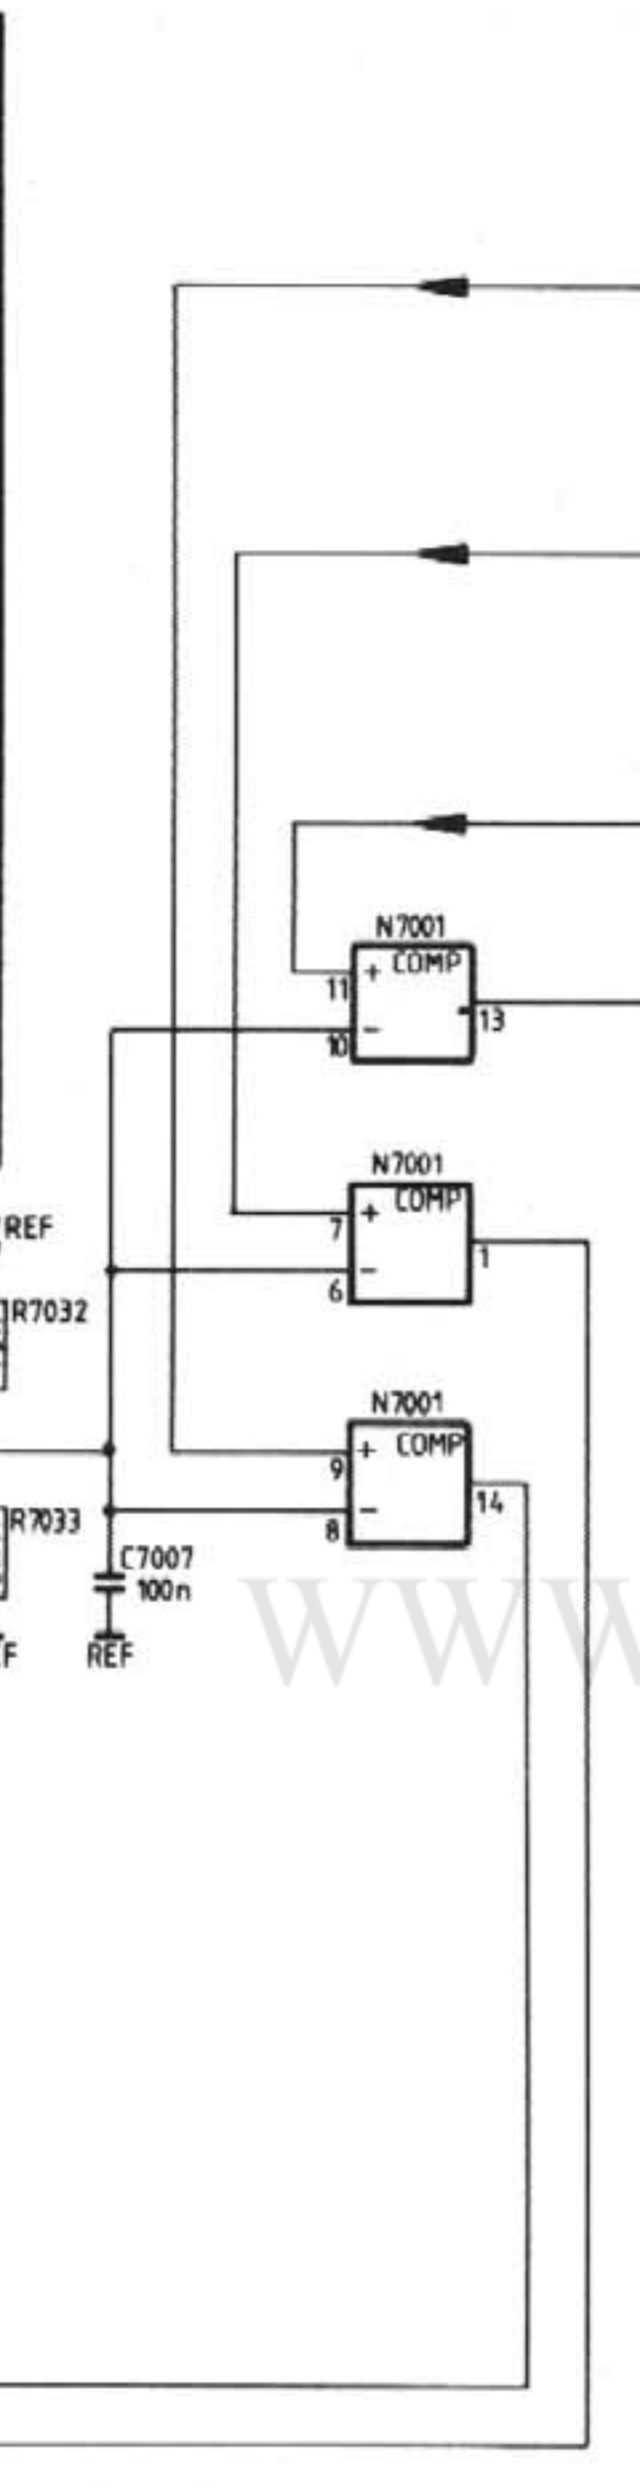 N7001
+ COMP
11
13
10 -
N7001
+ COMP
7
1
6 -
REF
R7032
N7001
+ COMP
9
14
8 -
R7033
C7007
100n
REF
WWW